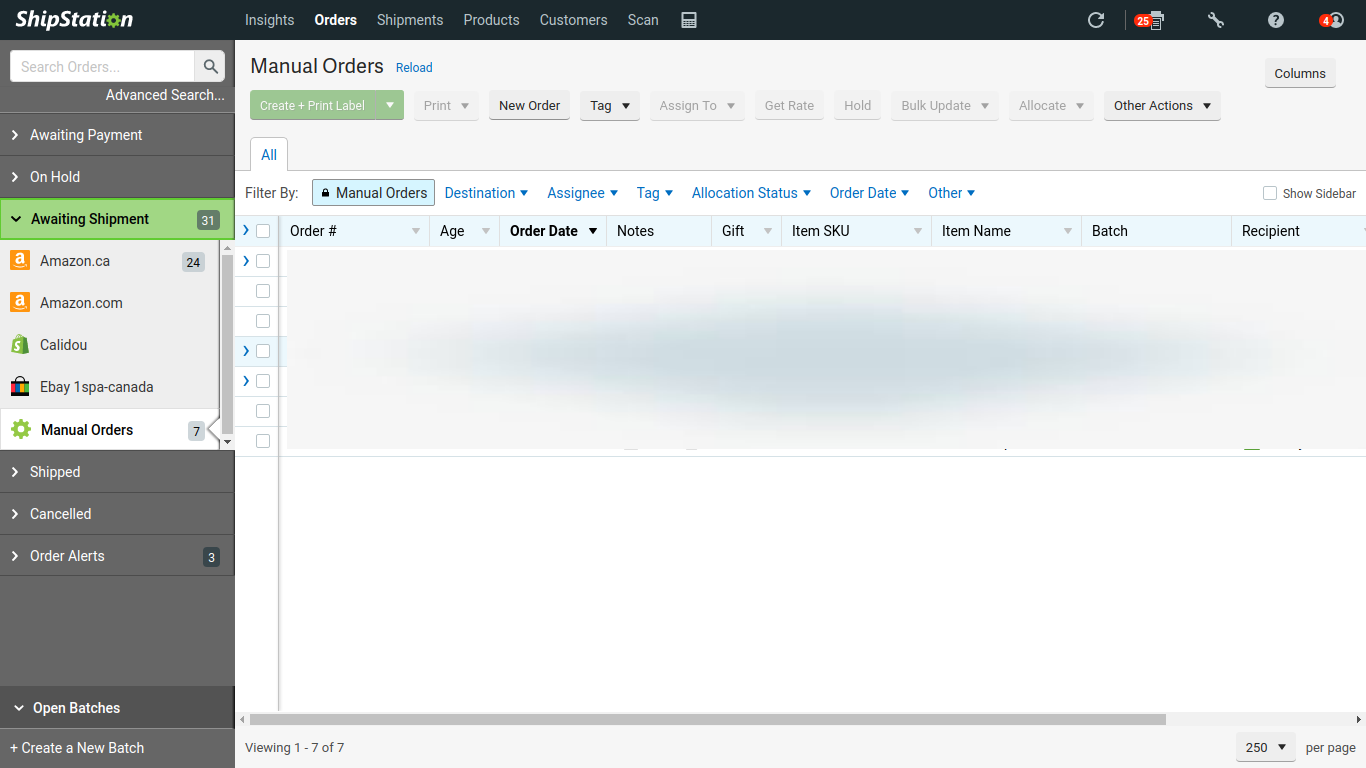 ShipStation
Insights Orders Shipments Products Customers Scan
25
4
Search Orders...
Advanced Search...
Awaiting Payment
On Hold
Awaiting Shipment 31
Amazon.ca 24
Amazon.com
Calidou
Ebay 1spa-canada
Manual Orders 7
Shipped
Cancelled
Order Alerts 3
Open Batches
+ Create a New Batch
Manual Orders Reload
Columns
Create + Print Label Print New Order Tag Assign To Get Rate Hold Bulk Update Allocate Other Actions
All
Filter By: Manual Orders Destination Assignee Tag Allocation Status Order Date Other Show Sidebar
Order # Age Order Date Notes Gift Item SKU Item Name Batch Recipient
Viewing 1 - 7 of 7
250 per page